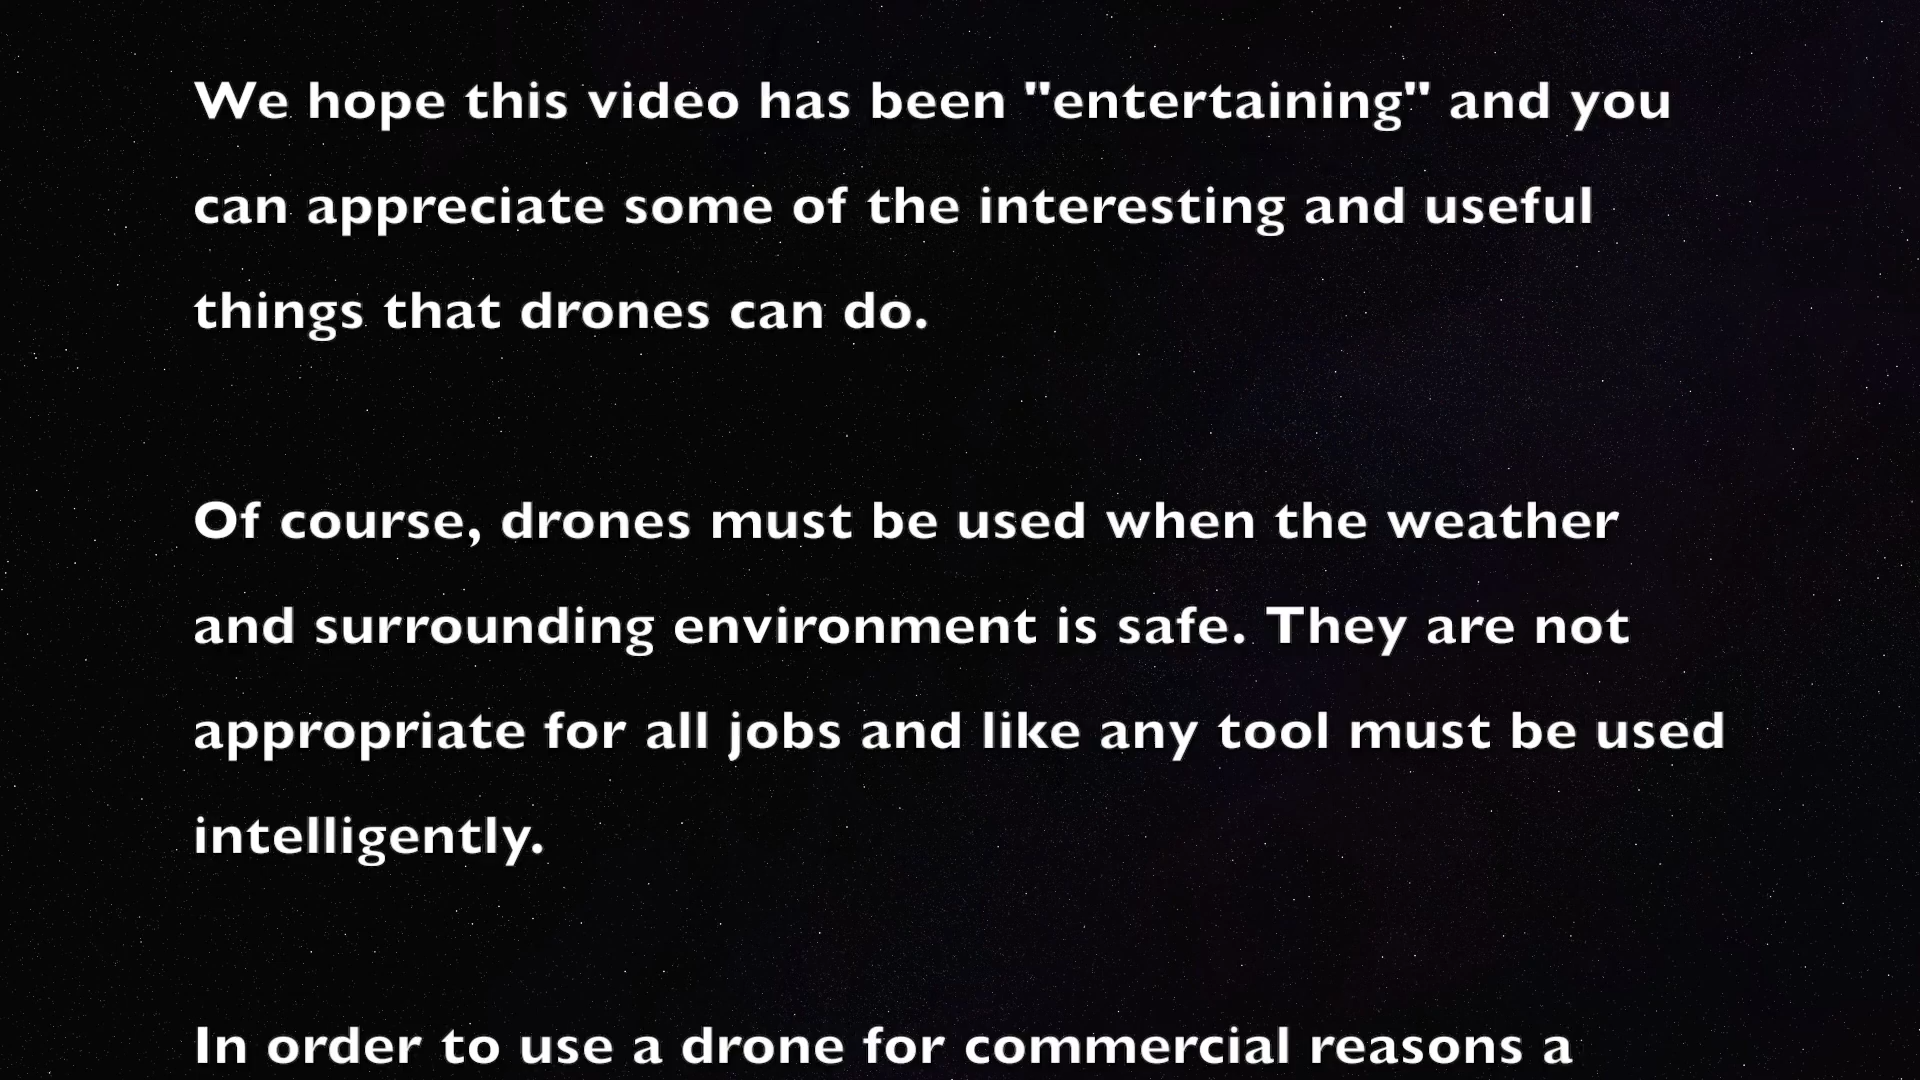 We hope this video has been "entertaining" and you
can appreciate some of the interesting and useful
things that drones can do.
Of course, drones must be used when the weather
and surrounding environment is safe. They are not
appropriate for all jobs and like any tool must be used
intelligently.
In order to use a drone for commercial reasons a